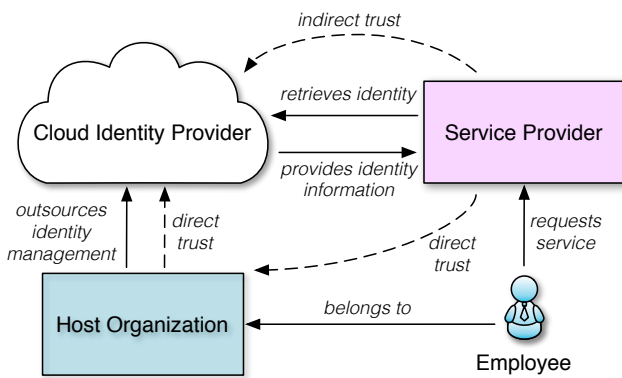 indirect trust
retrieves identity
Cloud Identity Provider
Service Provider
provides identity
information
outsources
identity
management
direct
trust
direct
trust
requests
service
Host Organization
belongs to
Employee